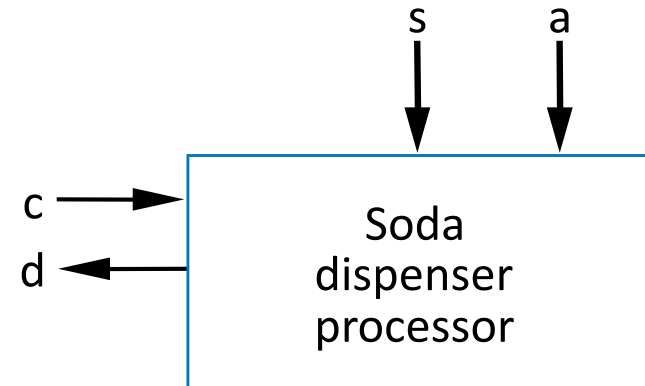 s a
c
d
Soda
dispenser
processor